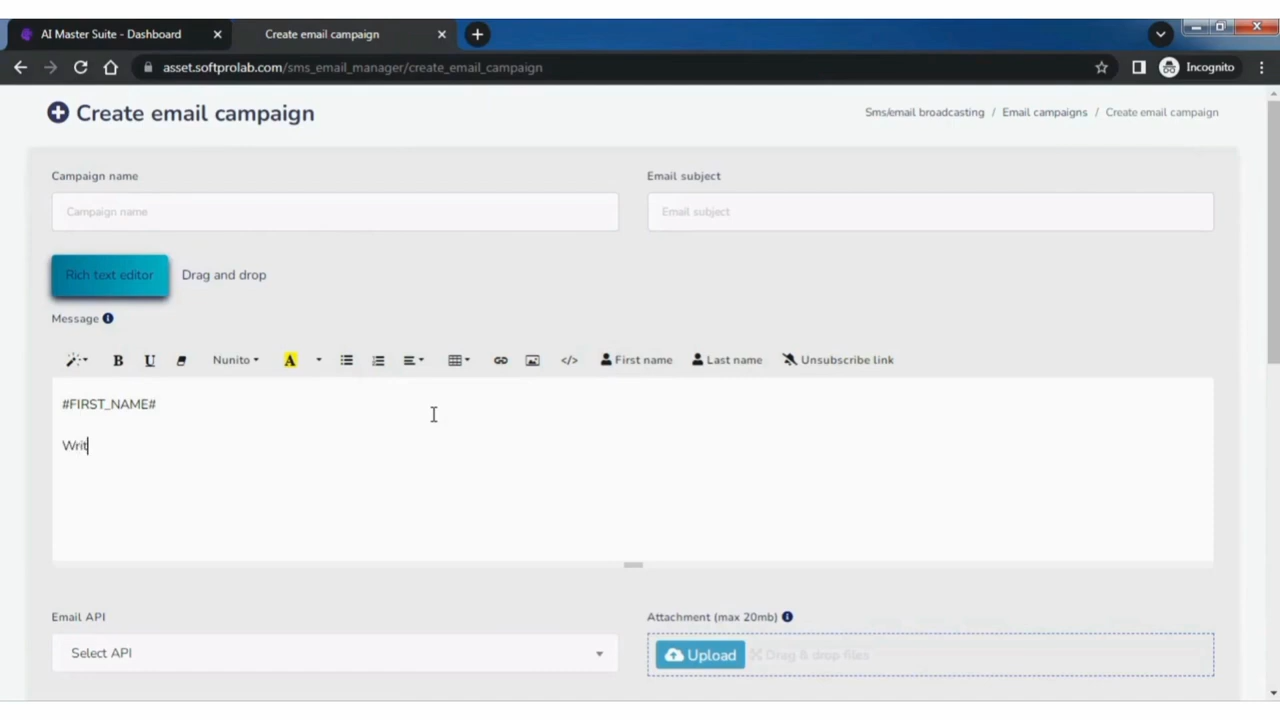 AI Master Suite - Dashboard
Create email campaign
asset.softprolab.com/sms_email_manager/create_email_campaign
Incognito
Create email campaign
Sms/email broadcasting / Email campaigns / Create email campaign
Campaign name
Email subject
Campaign name
Email subject
Rich text editor
Drag and drop
Message
B U Nunito A </> First name Last name Unsubscribe link
#FIRST_NAME#
Writ
Email API
Attachment (max 20mb)
Select API
Upload
Drag & drop files